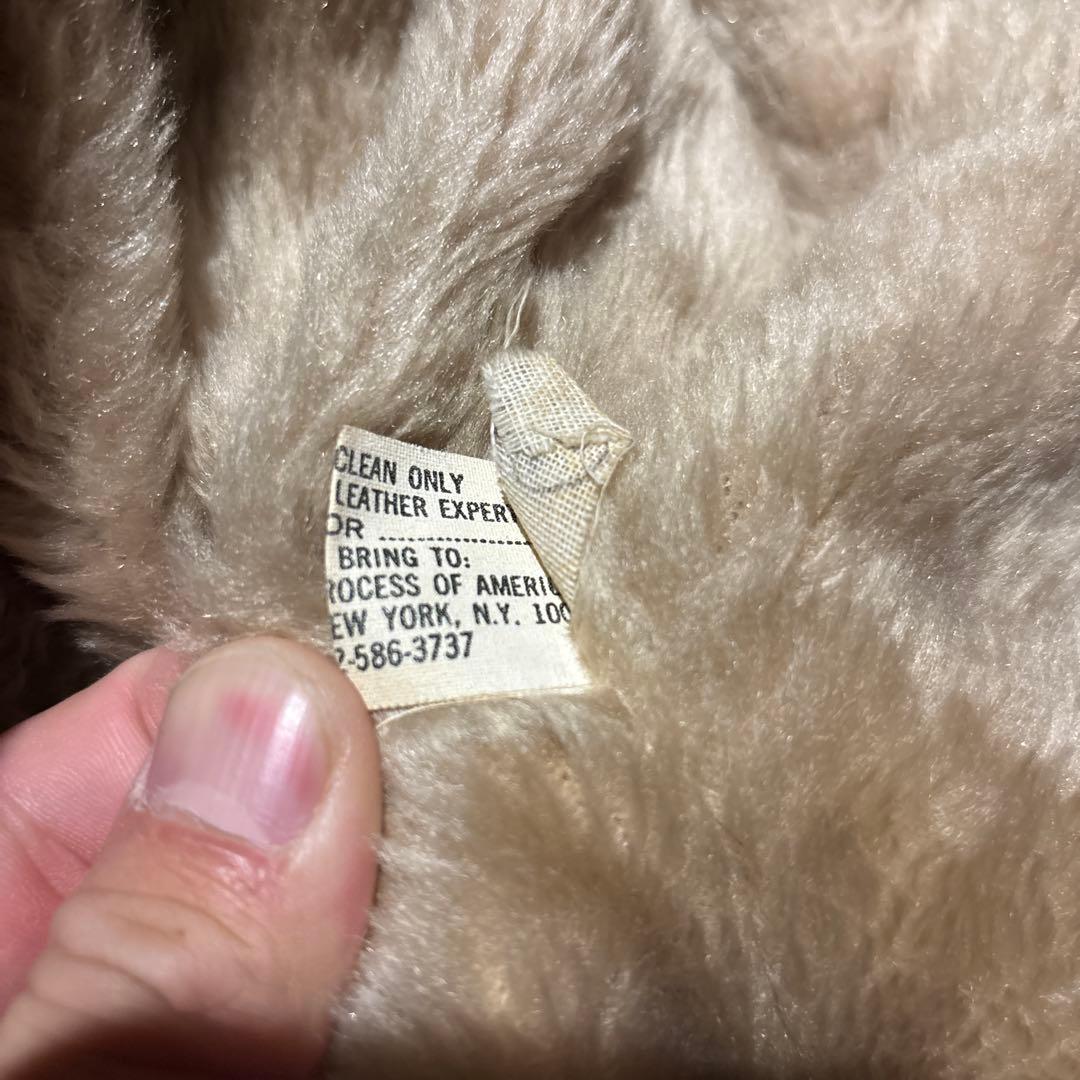 CLEAN ONLY
LEATHER EXPERT
OR
BRING TO:
ROCESS OF AMERIC
EW YORK, N.Y. 100
2-586-3737